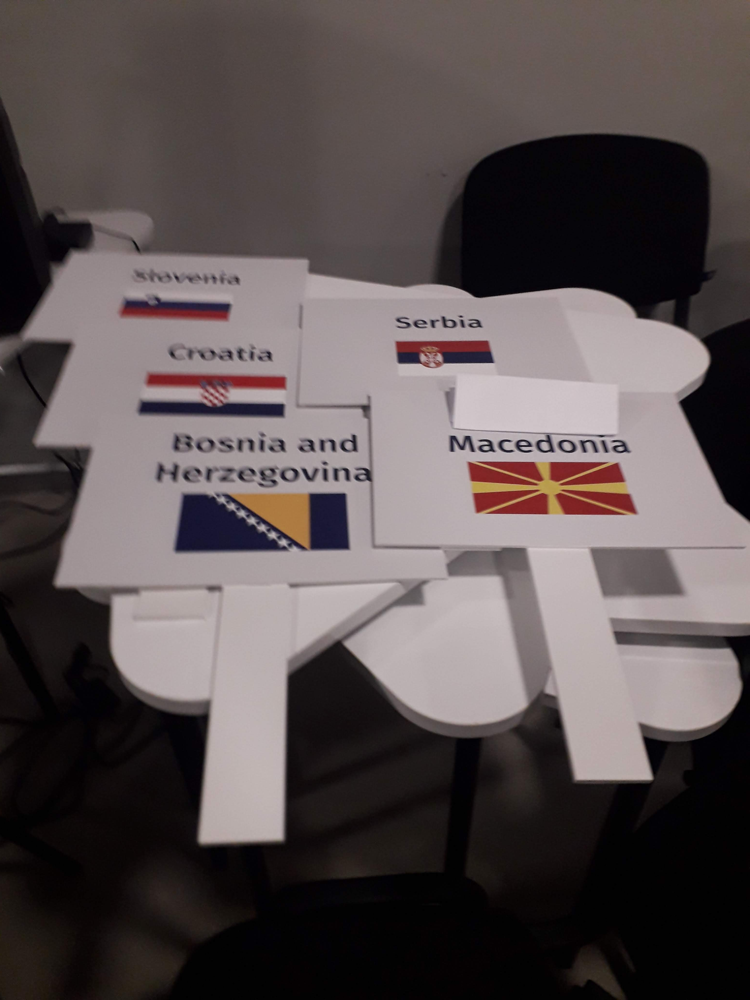 Slovenia
Croatia
Bosnia and
Herzegovina
Serbia
Macedonia